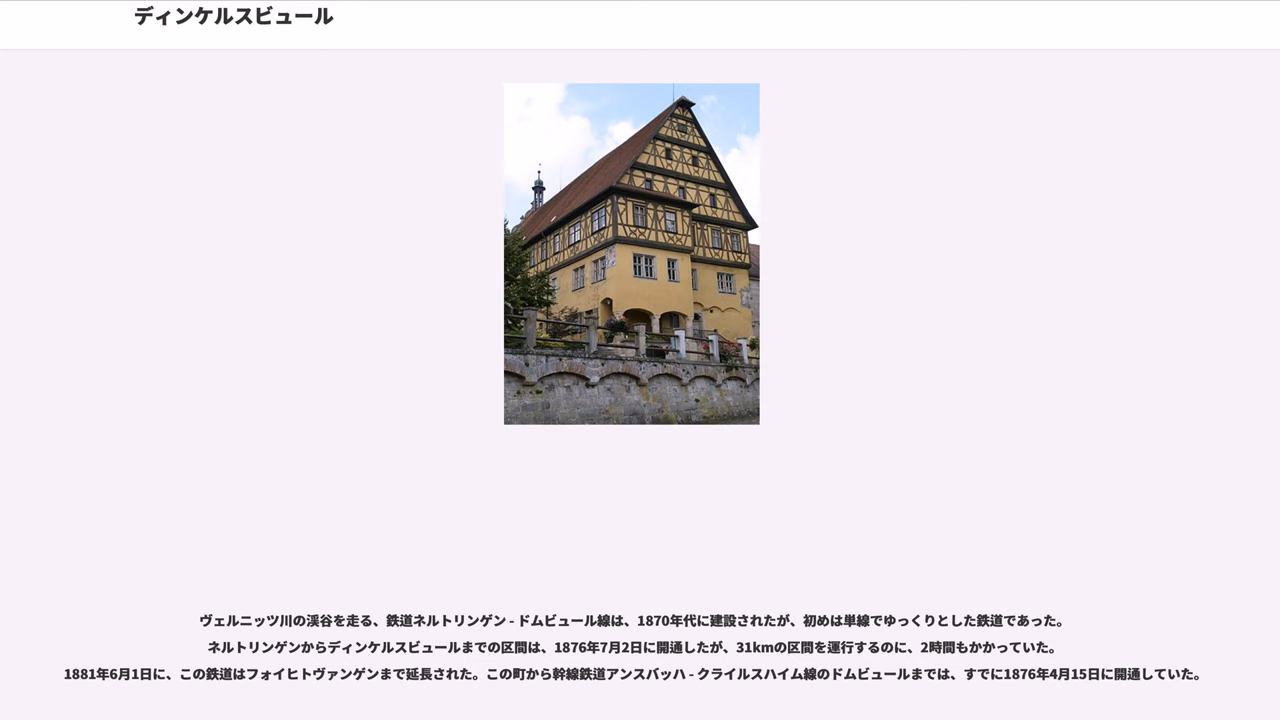 ディンケルスビュール
ヴェルニッツ川の渓谷を走る、鉄道ネルトリンゲン - ドムビュール線は、1870年代に建設されたが、初めは単線でゆっくりとした鉄道であった。
ネルトリンゲンからディンケルスビュールまでの区間は、1876年7月2日に開通したが、31kmの区間を運行するのに、2時間もかかっていた。
1881年6月1日に、この鉄道はフォイヒトヴァンゲンまで延長された。この町から幹線鉄道アンスバッハ - クライルスハイム線のドムビュールまでは、すでに1876年4月15日に開通していた。